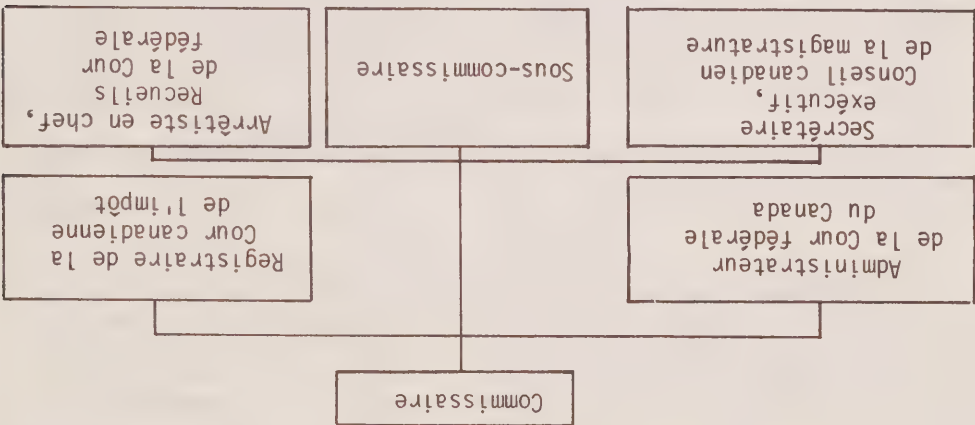 Commissaire
Administrateur
de la Cour fédérale
du Canada
Registraire de la
Cour canadienne
de l'impôt
Secrétaire
exécutif,
Conseil canadien
de la magistrature
Sous-commissaire
Arrêtiste en chef,
Recueils
de la Cour
fédérale